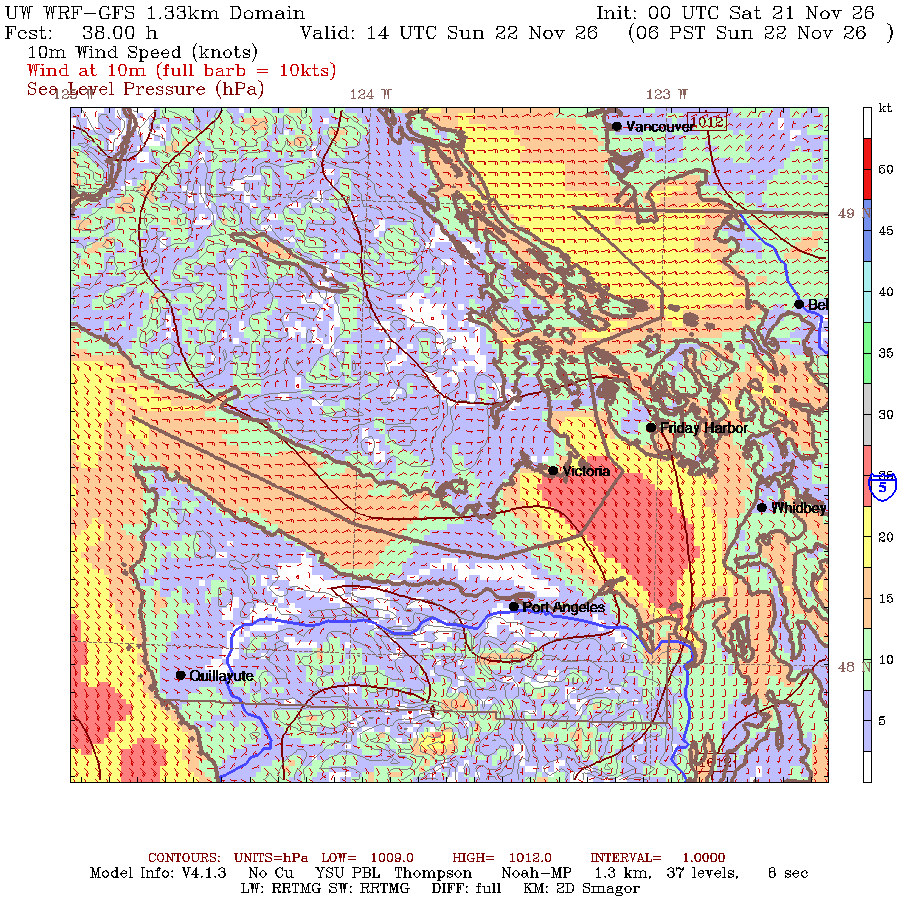 UW WRF-GFS 1.33km Domain Init: 00 UTC Sat 21 Nov 26
Fcst: 38.00 h Valid: 14 UTC Sun 22 Nov 26 (06 PST Sun 22 Nov 26 )
10m Wind Speed (knots)
Wind at 10m (full barb = 10kts)
Sea Level Pressure (hPa)
125 W 124 W 123 W
kt
Vancouver 1012
60
49 N
45
40
Bel
35
30
Friday Harbor
25
Victoria
5
Whidbey
20
15
Port Angeles
10
48 N
Quillayute
5
1012
CONTOURS: UNITS=hPa LOW= 1009.0 HIGH= 1012.0 INTERVAL= 1.0000
Model Info: V4.1.3 No Cu YSU PBL Thompson Noah-MP 1.3 km, 37 levels, 8 sec
LW: RRTMG SW: RRTMG DIFF: full KM: 2D Smagor